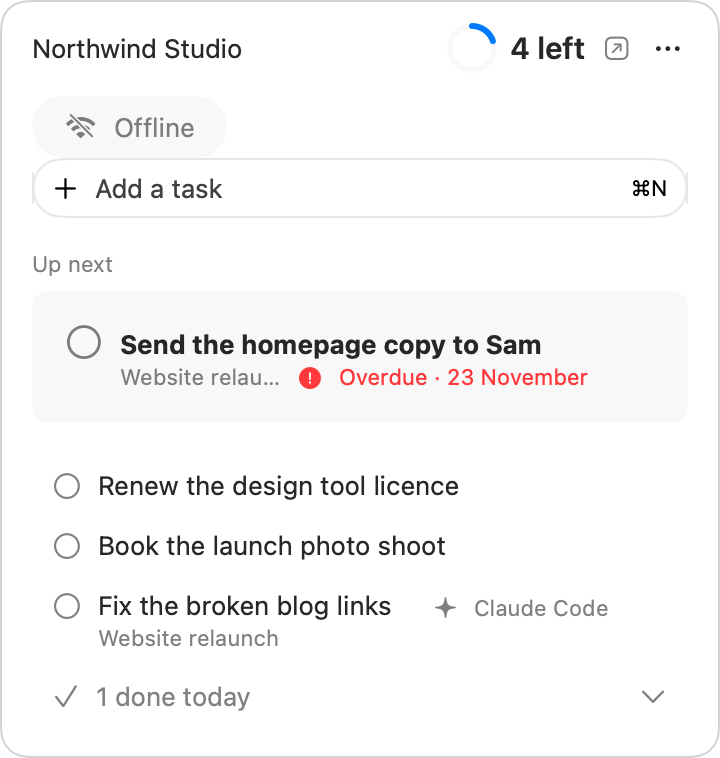 Northwind Studio
4 left
Offline
Add a task ⌘N
Up next
Send the homepage copy to Sam
Website relau... Overdue · 23 November
Renew the design tool licence
Book the launch photo shoot
Fix the broken blog links Claude Code
Website relaunch
1 done today